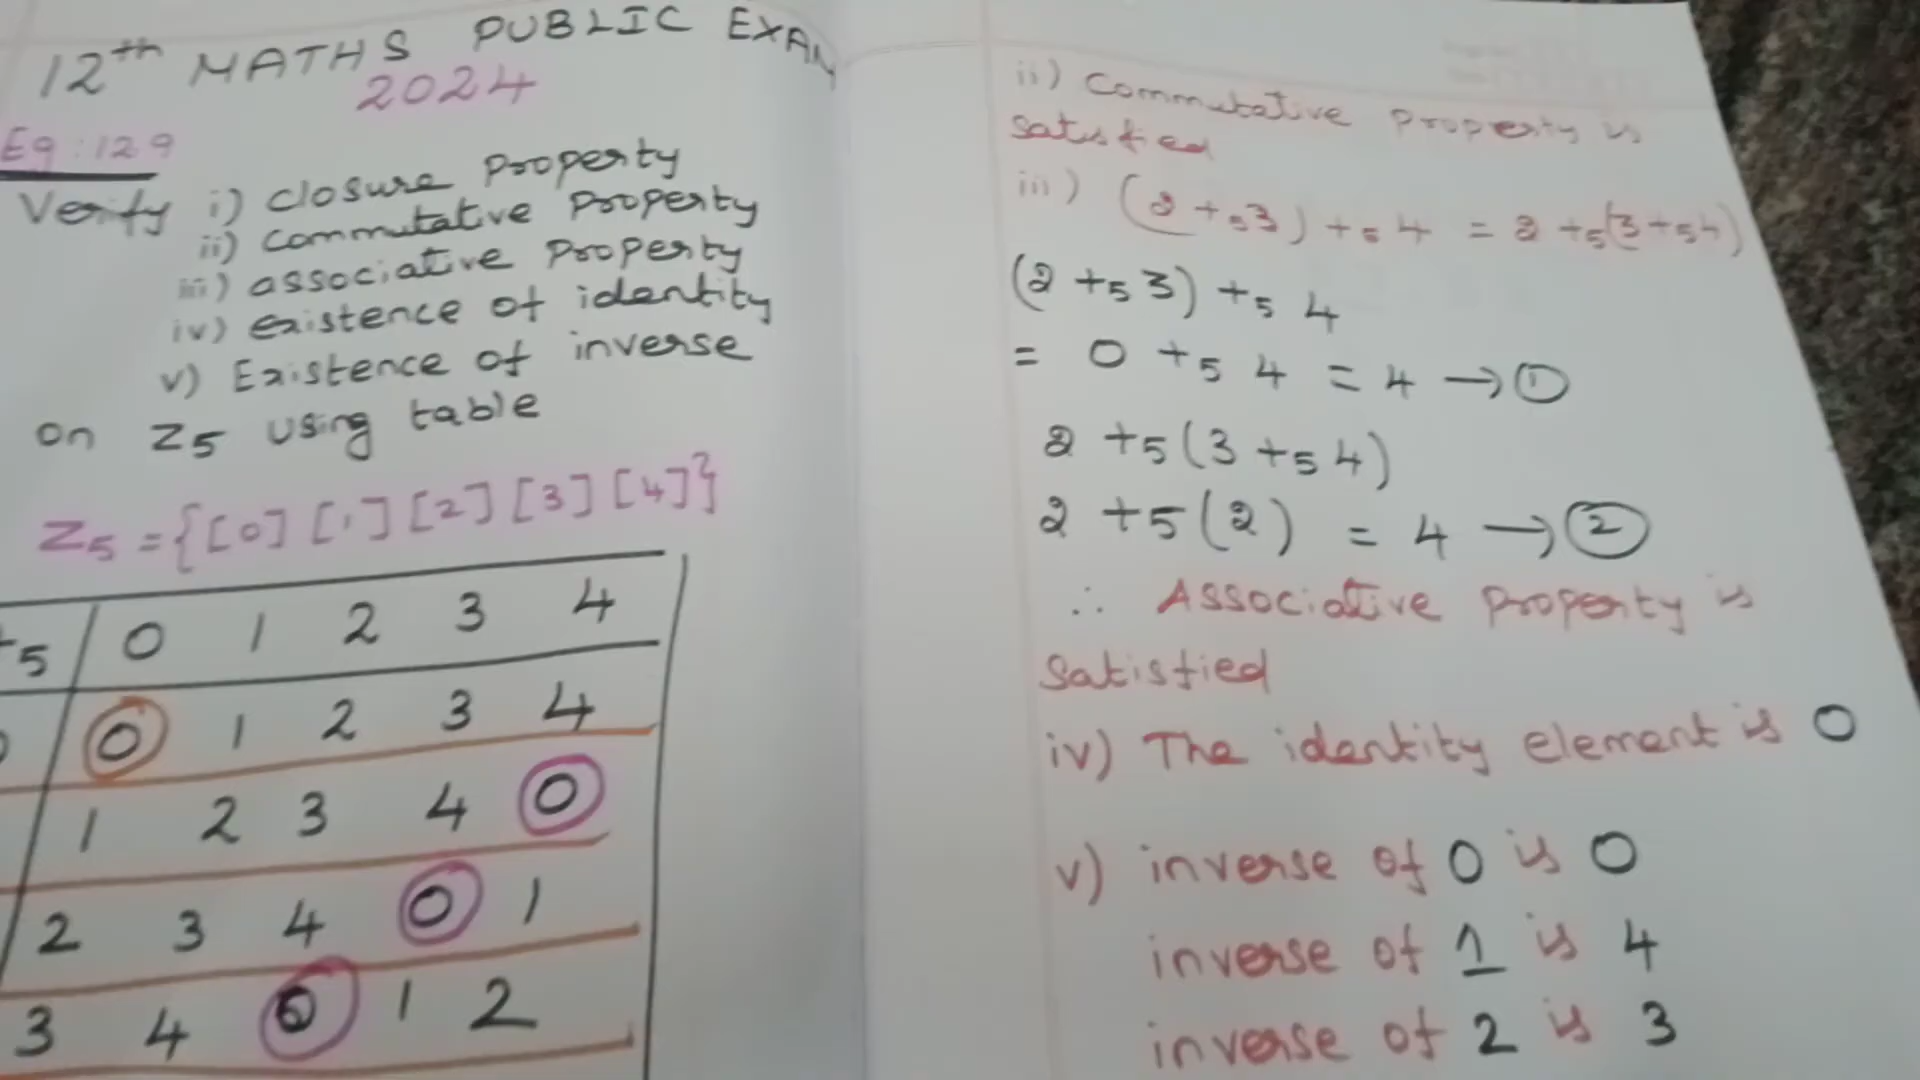 12th MATHS PUBLIC EXAM
2024
Eg:12.9
Verify i) closure Property
ii) commutative Property
iii) associative Property
iv) existence of identity
v) Existence of inverse
on Z5 using table
Z5 = {[0] [1] [2] [3] [4]}
+5 0 1 2 3 4
0 0 1 2 3 4
1 2 3 4 0
2 3 4 0 1
3 4 0 1 2
ii) Commutative Property is
satisfied
iii) (2 +5 3) +5 4 = 2 +5 (3 +5 4)
(2 +5 3) +5 4
= 0 +5 4 = 4 → ①
2 +5 (3 +5 4)
2 +5 (2) = 4 → ②
∴ Associative Property is
Satisfied
iv) The identity element is 0
v) inverse of 0 is 0
inverse of 1 is 4
inverse of 2 is 3